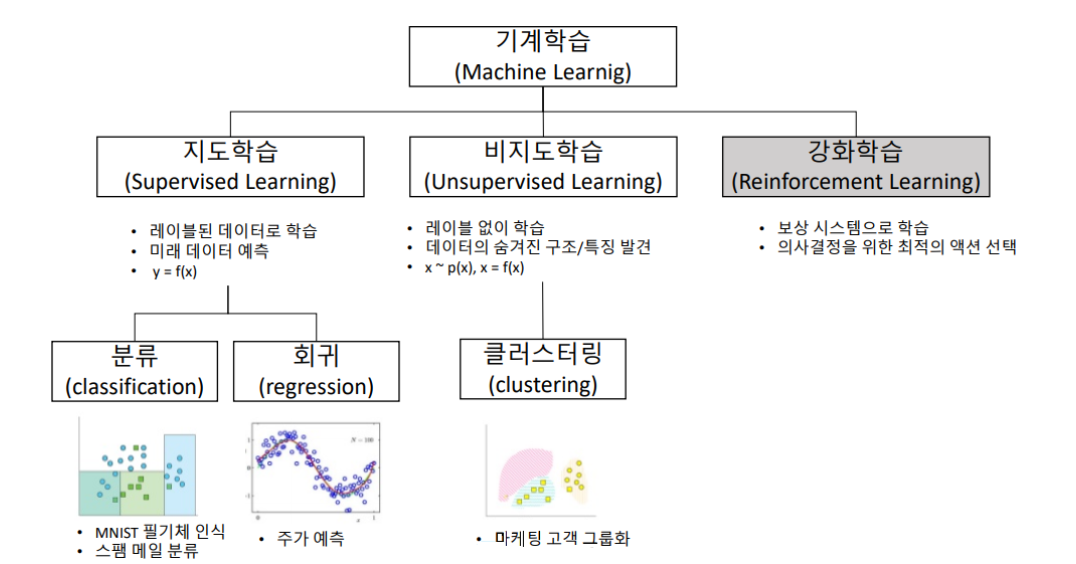 기계학습
(Machine Learnig)
지도학습
(Supervised Learning)
비지도학습
(Unsupervised Learning)
강화학습
(Reinforcement Learning)
• 레이블된 데이터로 학습
• 미래 데이터 예측
• y = f(x)
• 레이블 없이 학습
• 데이터의 숨겨진 구조/특징 발견
• x ~ p(x), x = f(x)
• 보상 시스템으로 학습
• 의사결정을 위한 최적의 액션 선택
분류
(classification)
회귀
(regression)
클러스터링
(clustering)
N = 100
1
0
-1
0
x
1
• MNIST 필기체 인식
• 스팸 메일 분류
• 주가 예측
• 마케팅 고객 그룹화